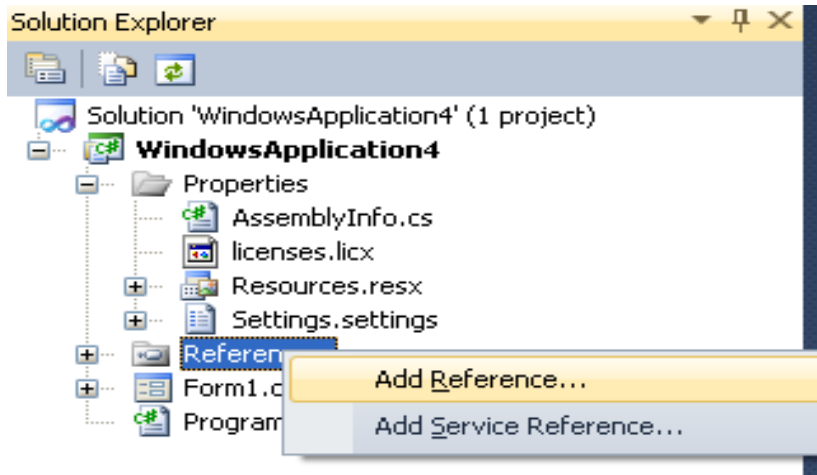 Solution Explorer
Solution 'WindowsApplication4' (1 project)
WindowsApplication4
Properties
AssemblyInfo.cs
licenses.licx
Resources.resx
Settings.settings
Referen
Add Reference...
Form1.c
Program
Add Service Reference...